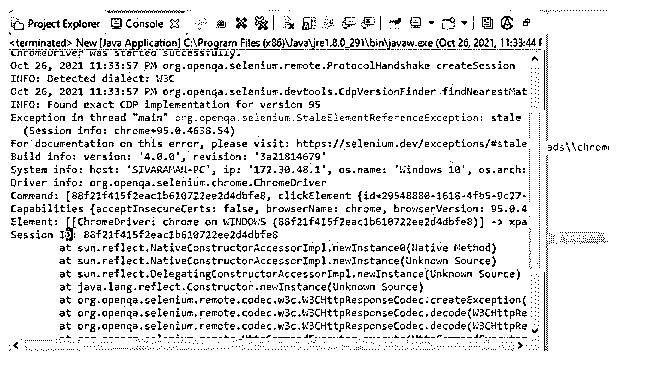 Project Explorer Console
<terminated> New [Java Application] C:\Program Files (x86)\Java\jre1.8.0_291\bin\javaw.exe (Oct 26, 2021, 11:33:44 P
ChromeDriver was started successfully.
Oct 26, 2021 11:33:57 PM org.openqa.selenium.remote.ProtocolHandshake createSession
INFO: Detected dialect: W3C
Oct 26, 2021 11:33:57 PM org.openqa.selenium.devtools.CdpVersionFinder findNearestMat
INFO: Found exact CDP implementation for version 95
Exception in thread "main" org.openqa.selenium.StaleElementReferenceException: stale
(Session info: chrome=95.0.4638.54)
For documentation on this error, please visit: https://selenium.dev/exceptions/#stale
ads\\chrom
Build info: version: '4.0.0', revision: '3a21814679'
System info: host: 'SIVARAMAN-PC', ip: '172.30.48.1', os.name: 'Windows 10', os.arch:
Driver info: org.openqa.selenium.chrome.ChromeDriver
Command: [88f21f415f2eac1b610722ee2d4dbfe8, clickElement {id=29548880-1618-4fb5-9c27-
Capabilities {acceptInsecureCerts: false, browserName: chrome, browserVersion: 95.0.4
Element: [[ChromeDriver: chrome on WINDOWS (88f21f415f2eac1b610722ee2d4dbfe8)] -> xpa
Session ID: 88f21f415f2eac1b610722ee2d4dbfe8
at sun.reflect.NativeConstructorAccessorImpl.newInstance0(Native Method)
at sun.reflect.NativeConstructorAccessorImpl.newInstance(Unknown Source)
at sun.reflect.DelegatingConstructorAccessorImpl.newInstance(Unknown Source)
at java.lang.reflect.Constructor.newInstance(Unknown Source)
at org.openqa.selenium.remote.codec.w3c.W3CHttpResponseCodec.createException(
at org.openqa.selenium.remote.codec.w3c.W3CHttpResponseCodec.decode(W3CHttpRe
at org.openqa.selenium.remote.codec.w3c.W3CHttpResponseCodec.decode(W3CHttpRe